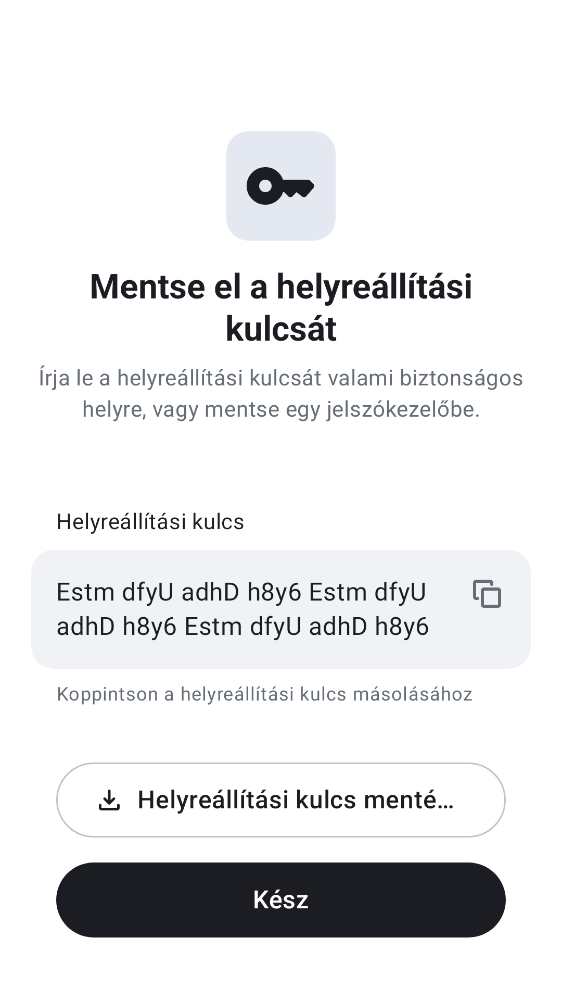 Mentse el a helyreállítási
kulcsát
Írja le a helyreállítási kulcsát valami biztonságos
helyre, vagy mentse egy jelszókezelőbe.
Helyreállítási kulcs
Estm dfyU adhD h8y6 Estm dfyU
adhD h8y6 Estm dfyU adhD h8y6
Koppintson a helyreállítási kulcs másolásához
Helyreállítási kulcs menté…
Kész